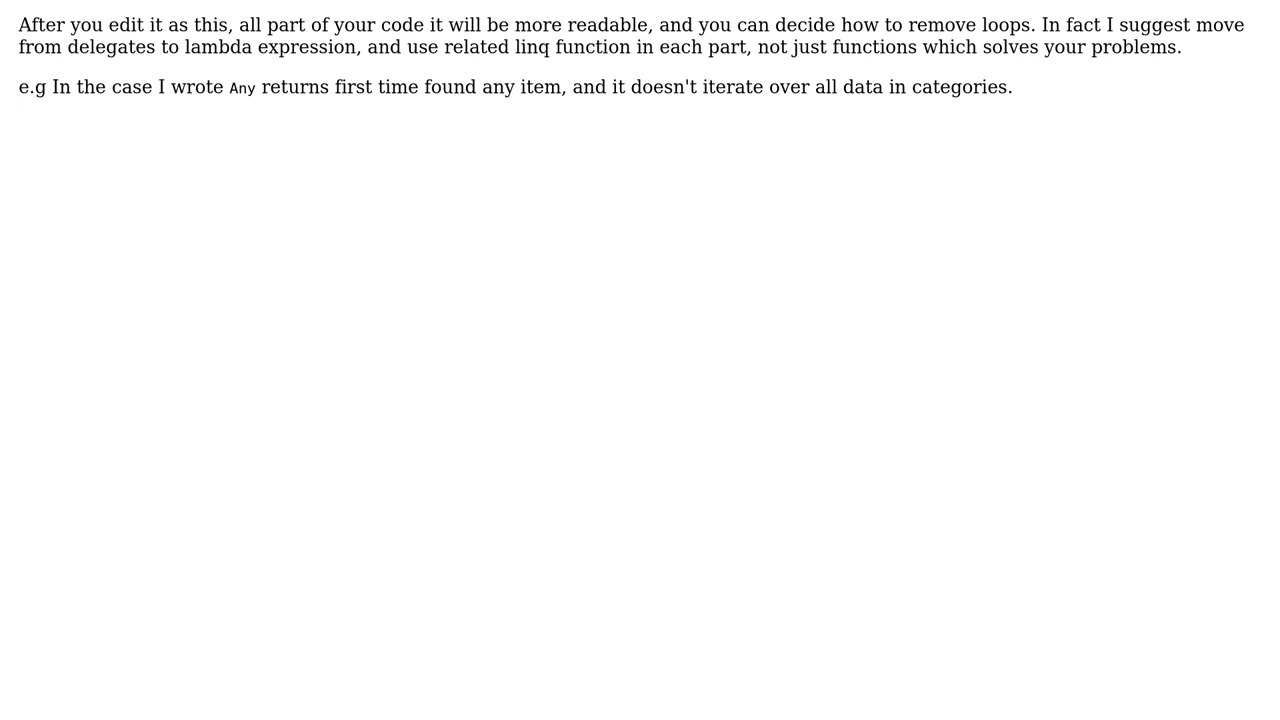 After you edit it as this, all part of your code it will be more readable, and you can decide how to remove loops. In fact I suggest move
from delegates to lambda expression, and use related linq function in each part, not just functions which solves your problems.
e.g In the case I wrote Any returns first time found any item, and it doesn't iterate over all data in categories.